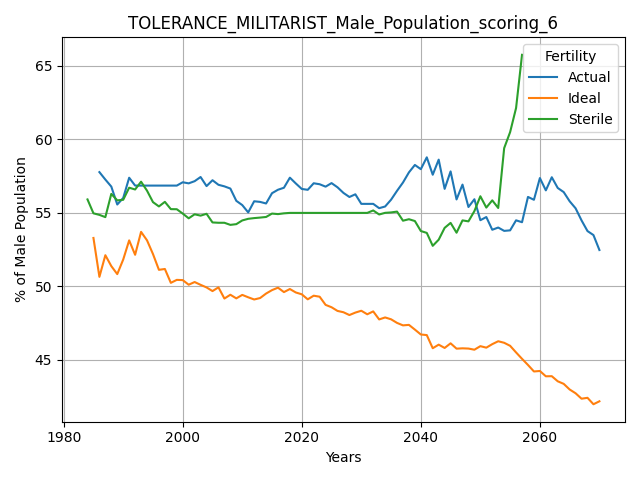 TOLERANCE_MILITARIST_Male_Population_scoring_6
% of Male Population
65
60
55
50
45
1980
2000
2020
2040
2060
Years
Fertility
Actual
Ideal
Sterile